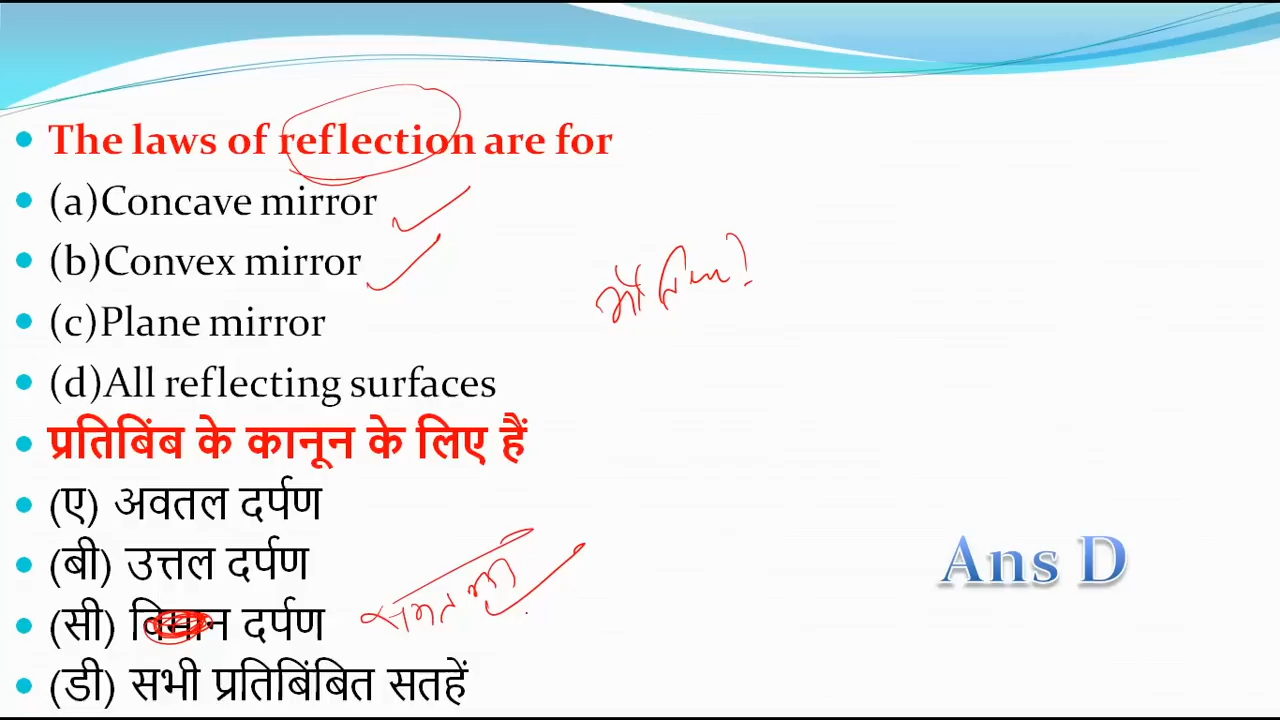 The laws of reflection are for
(a)Concave mirror
(b)Convex mirror
(c)Plane mirror
(d)All reflecting surfaces
प्रतिबिंब के कानून के लिए हैं
(ए) अवतल दर्पण
(बी) उत्तल दर्पण
(सी) विमान दर्पण
समतल
(डी) सभी प्रतिबिंबित सतहें
Ans D